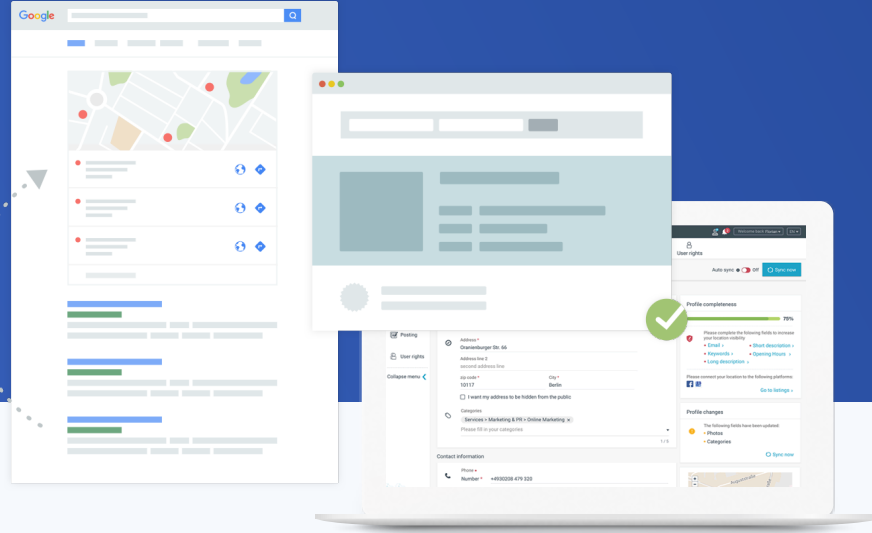 Google
Welcome back Florian
EN
User rights
Auto sync
Off
Sync now
Profile completeness
75%
Please complete the following fields to increase
your location visibility
• Email >
• Short description >
• Keywords >
• Opening Hours >
• Long description >
Please connect your location to the following platforms:
Go to listings >
Profile changes
The following fields have been updated
• Photos
• Categories
Sync now
Posting
User rights
Collapse menu
Address *
Oranienburger Str. 66
Address line 2
second address line
zip code *
City *
10117
Berlin
I want my address to be hidden from the public
Categories
Services > Marketing & PR > Online Marketing ×
Please fill in your categories
1 / 5
Contact information
Phone
Number *
+4930208 479 320